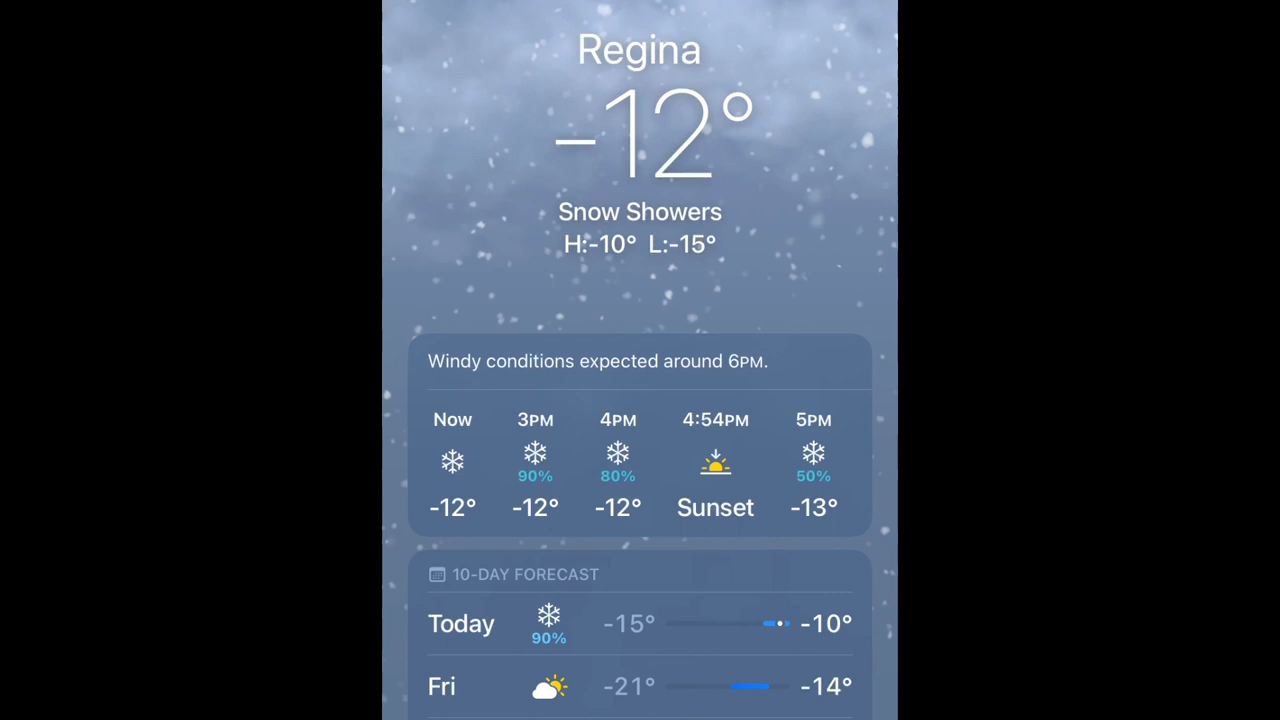 Regina
-12°
Snow Showers
H:-10° L:-15°
Windy conditions expected around 6PM.
Now 3PM 4PM 4:54PM 5PM
90% 80% 50%
-12° -12° -12° Sunset -13°
10-DAY FORECAST
Today 90% -15° -10°
Fri -21° -14°